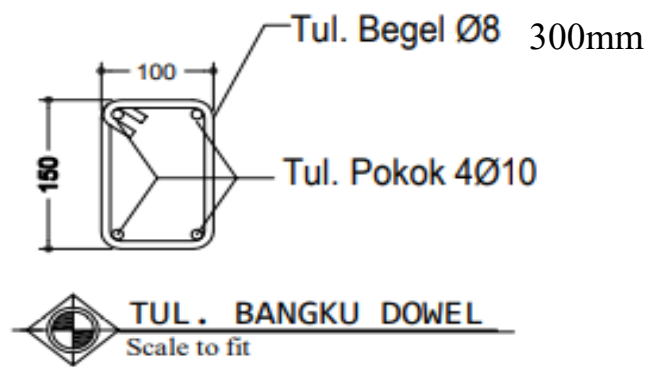 Tul. Begel Ø8 300mm
100
150
Tul. Pokok 4Ø10
TUL. BANGKU DOWEL
Scale to fit